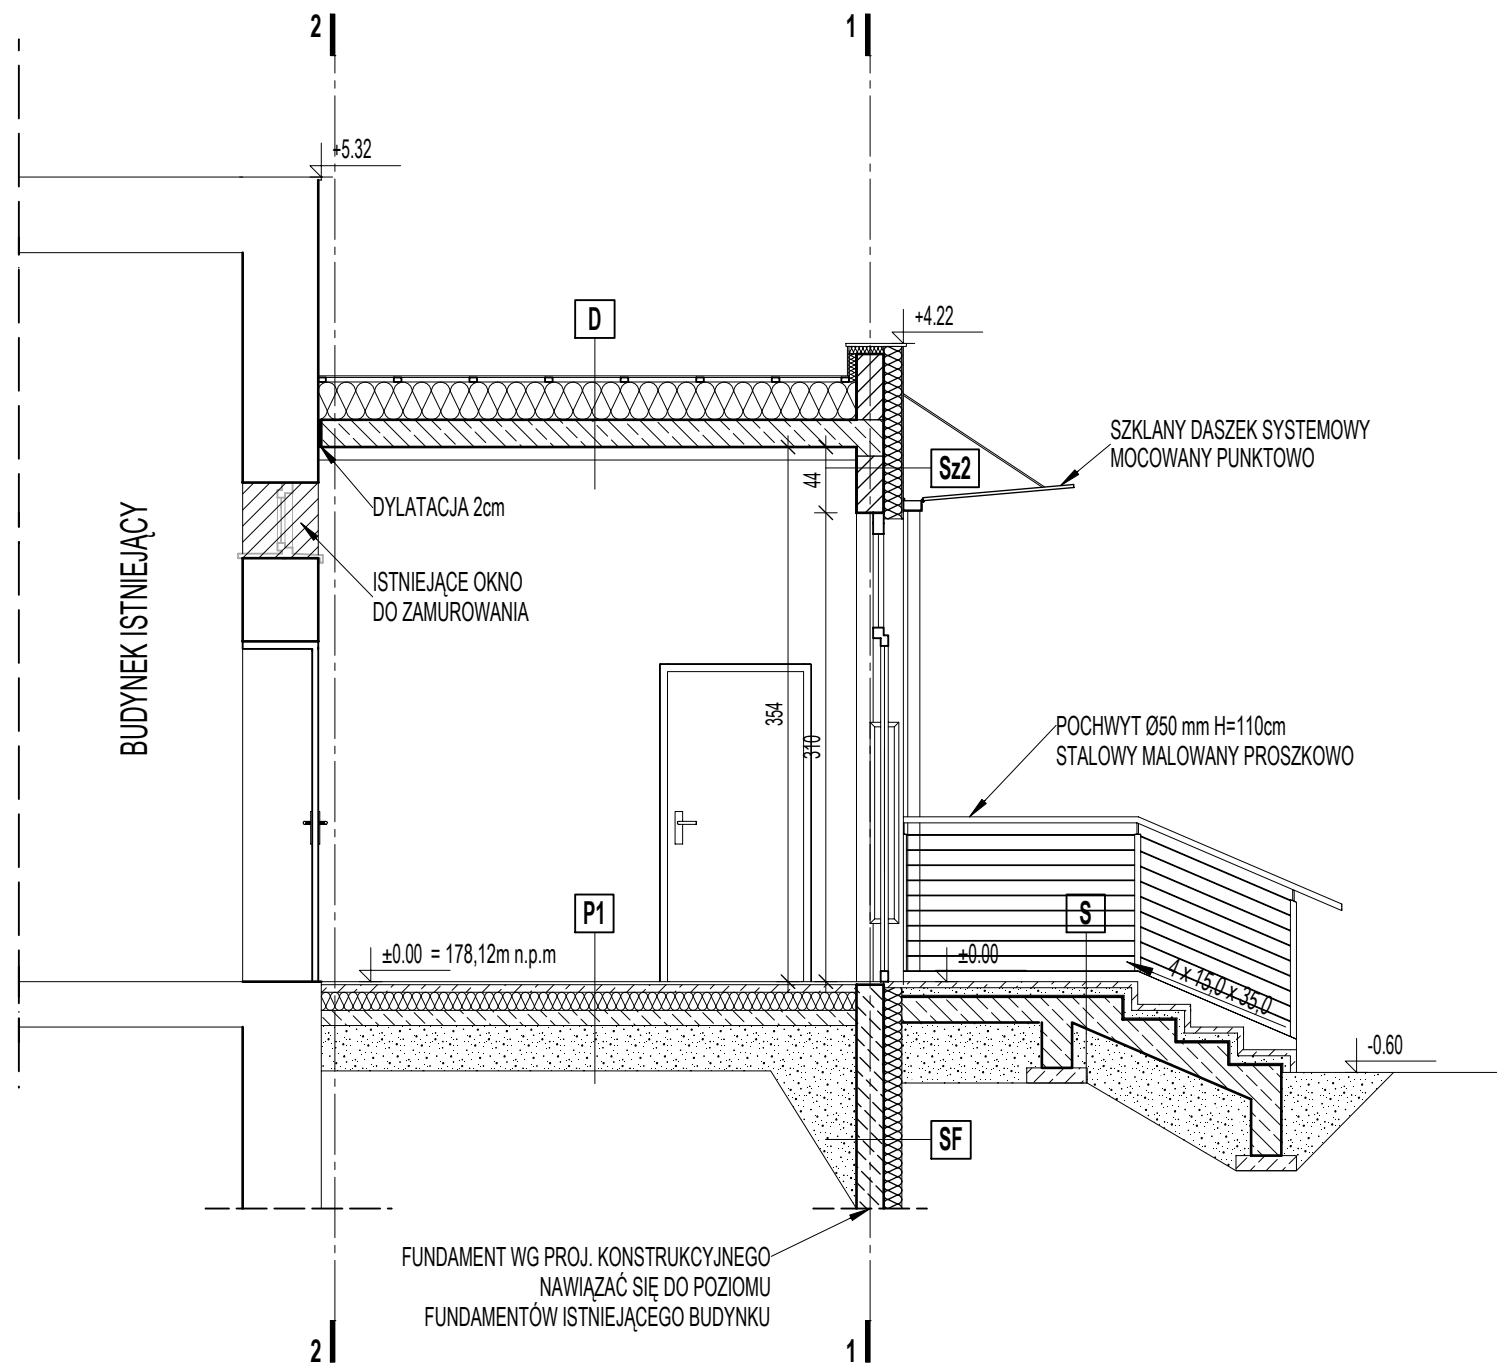 2
1
+5.32
D
+4.22
SZKLANY DASZEK SYSTEMOWY
MOCOWANY PUNKTOWO
Sz2
44
DYLATACJA 2cm
BUDYNEK ISTNIEJĄCY
ISTNIEJĄCE OKNO
DO ZAMUROWANIA
354
310
POCHWYT Ø50 mm H=110cm
STALOWY MALOWANY PROSZKOWO
P1
S
±0.00 = 178,12m n.p.m
±0.00
4 x 15,0 x 35,0
-0.60
SF
FUNDAMENT WG PROJ. KONSTRUKCYJNEGO
NAWIĄZAĆ SIĘ DO POZIOMU
FUNDAMENTÓW ISTNIEJĄCEGO BUDYNKU
2
1